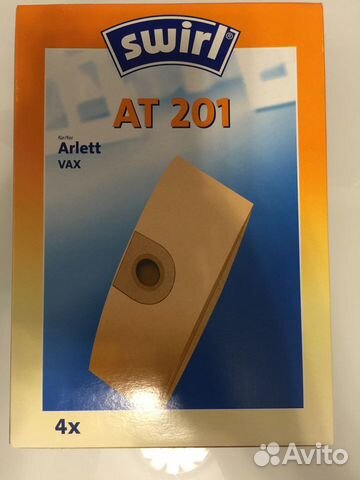 swirl®
AT 201
für/for
Arlett
VAX
4x
Avito